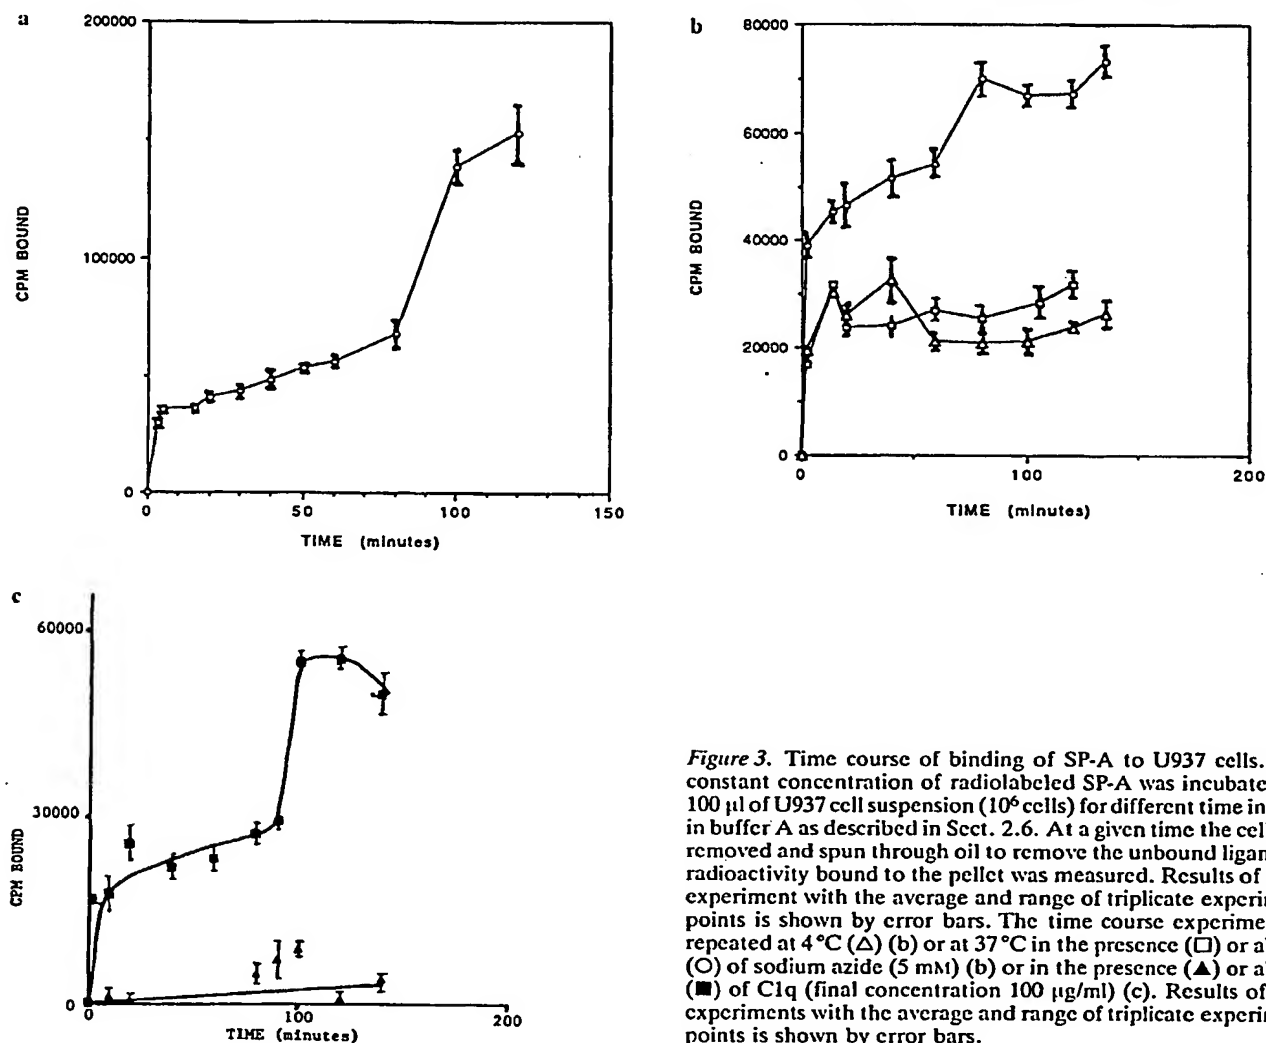 a
200000
100000
0
CPM BOUND
0 50 100 150
TIME (minutes)
b
80000
60000
40000
20000
0
CPM BOUND
0 100 200
TIME (minutes)
c
60000
30000
0
CPM BOUND
0 100 200
TIME (minutes)
Figure 3. Time course of binding of SP-A to U937 cells.
constant concentration of radiolabeled SP-A was incubate
100 µl of U937 cell suspension (10⁶ cells) for different time in
in buffer A as described in Sect. 2.6. At a given time the cel
removed and spun through oil to remove the unbound ligan
radioactivity bound to the pellet was measured. Results of
experiment with the average and range of triplicate experi
points is shown by error bars. The time course experime
repeated at 4°C (△) (b) or at 37°C in the presence (□) or a
(○) of sodium azide (5 mM) (b) or in the presence (▲) or a
(■) of C1q (final concentration 100 µg/ml) (c). Results of
experiments with the average and range of triplicate experi
points is shown by error bars.